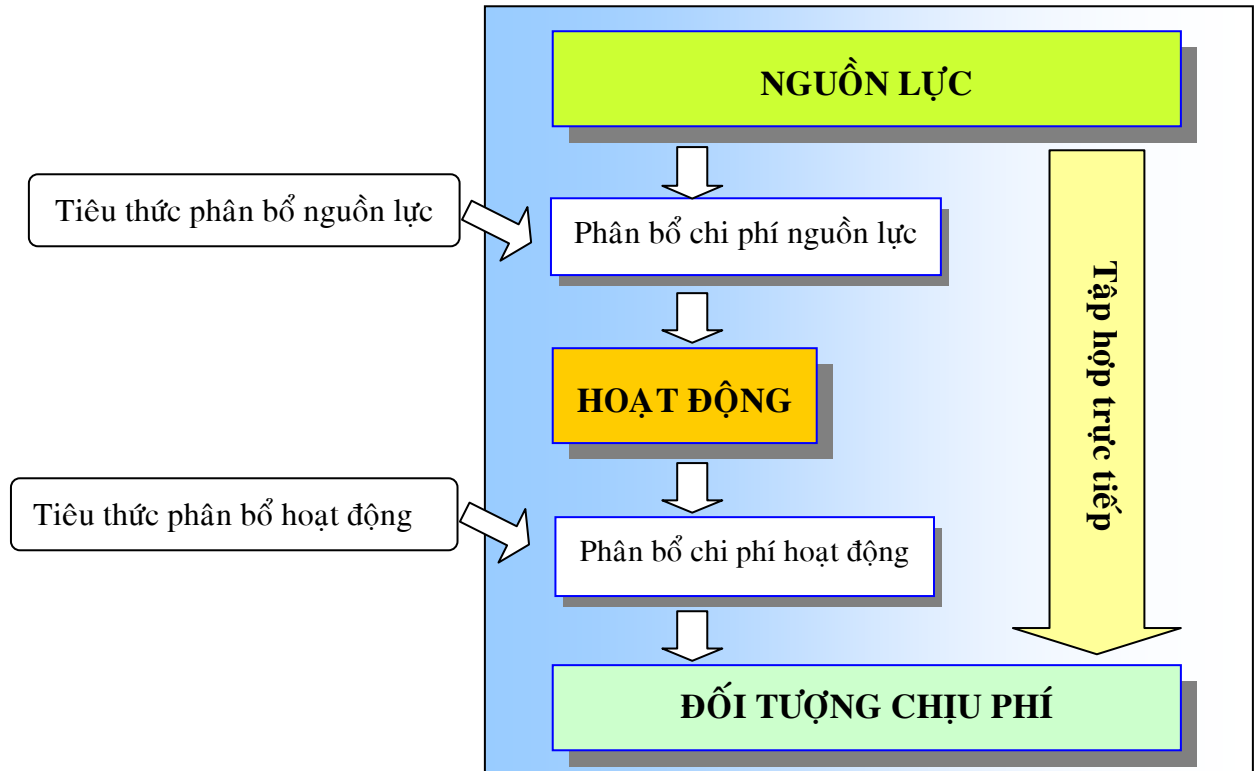 NGUỒN LỰC
Tiêu thức phân bổ nguồn lực
Phân bổ chi phí nguồn lực
Tập hợp trực tiếp
HOẠT ĐỘNG
Tiêu thức phân bổ hoạt động
Phân bổ chi phí hoạt động
ĐỐI TƯỢNG CHỊU PHÍ